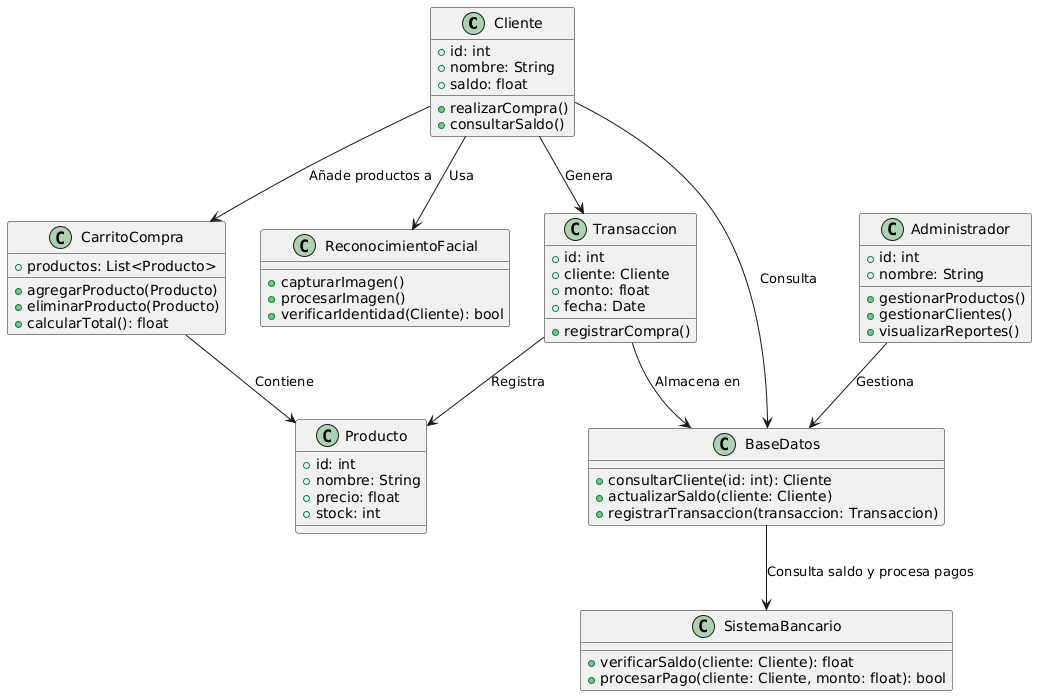 C Cliente
id: int
nombre: String
saldo: float
realizarCompra()
consultarSaldo()
Añade productos a
Usa
Genera
Consulta
C CarritoCompra
productos: List<Producto>
agregarProducto(Producto)
eliminarProducto(Producto)
calcularTotal(): float
C ReconocimientoFacial
capturarImagen()
procesarImagen()
verificarIdentidad(Cliente): bool
C Transaccion
id: int
cliente: Cliente
monto: float
fecha: Date
registrarCompra()
C Administrador
id: int
nombre: String
gestionarProductos()
gestionarClientes()
visualizarReportes()
Contiene
Registra
Almacena en
Gestiona
C Producto
id: int
nombre: String
precio: float
stock: int
C BaseDatos
consultarCliente(id: int): Cliente
actualizarSaldo(cliente: Cliente)
registrarTransaccion(transaccion: Transaccion)
Consulta saldo y procesa pagos
C SistemaBancario
verificarSaldo(cliente: Cliente): float
procesarPago(cliente: Cliente, monto: float): bool